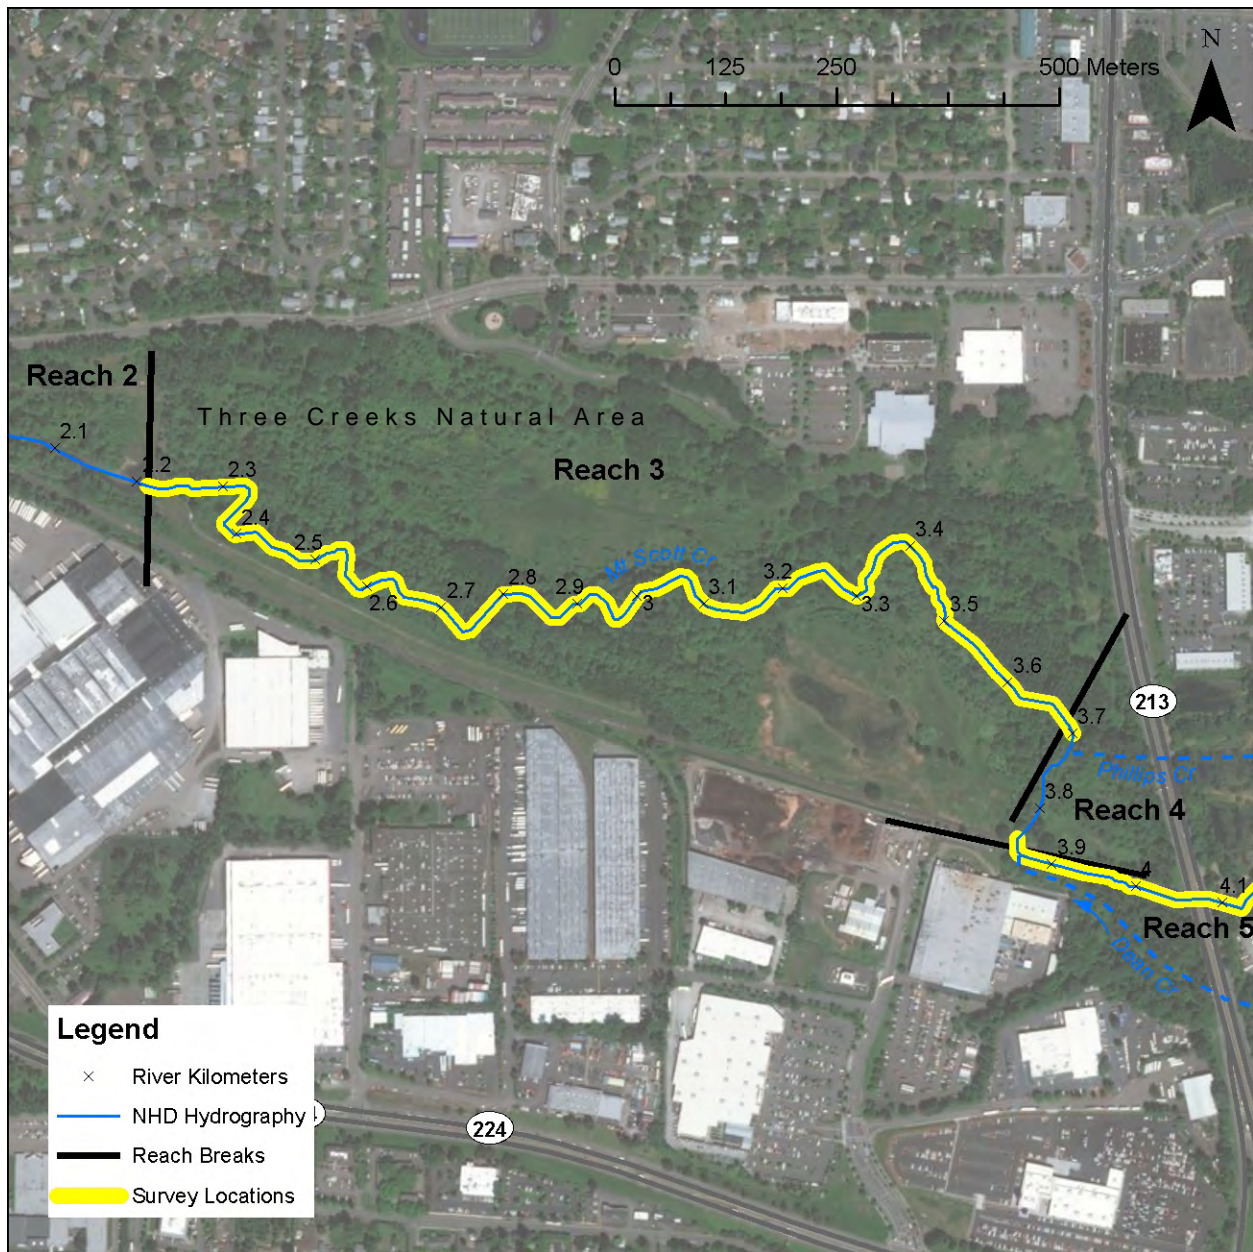 N
0 125 250 500 Meters
Reach 2
Three Creeks Natural Area
2.1
Reach 3
2.2
2.3
2.4
2.5
2.6
2.7
2.8
2.9
Mt Scott Cr
3
3.1
3.2
3.3
3.4
3.5
3.6
3.7
213
Phillips Cr
3.8
Reach 4
3.9
4
4.1
Reach 5
Dean Cr
Legend
River Kilometers
NHD Hydrography
Reach Breaks
Survey Locations
224